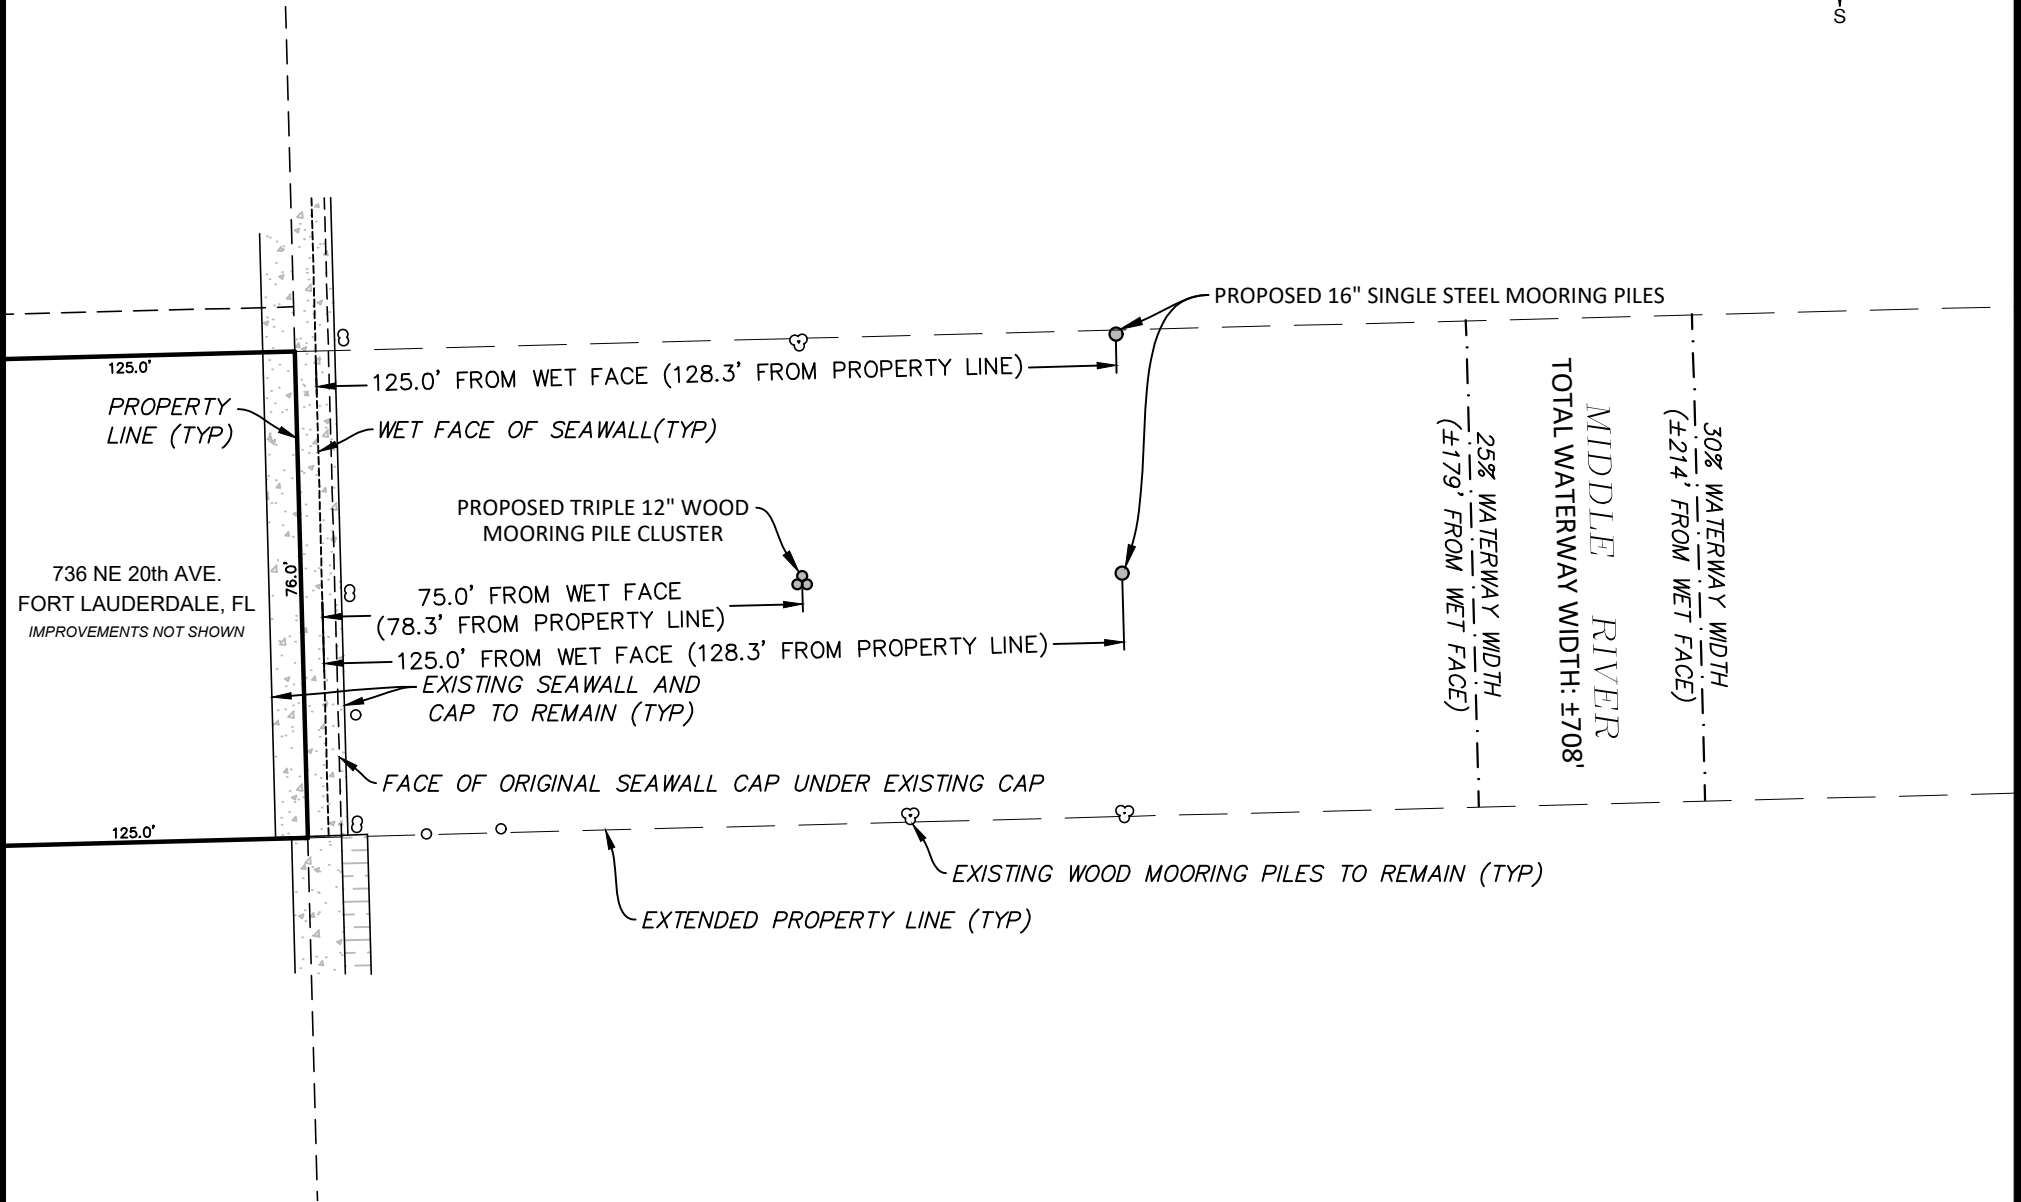 S
PROPOSED 16" SINGLE STEEL MOORING PILES
125.0'
125.0' FROM WET FACE (128.3' FROM PROPERTY LINE)
PROPERTY
LINE (TYP)
WET FACE OF SEAWALL(TYP)
PROPOSED TRIPLE 12" WOOD
MOORING PILE CLUSTER
736 NE 20th AVE.
FORT LAUDERDALE, FL
IMPROVEMENTS NOT SHOWN
76.0'
75.0' FROM WET FACE
(78.3' FROM PROPERTY LINE)
125.0' FROM WET FACE (128.3' FROM PROPERTY LINE)
EXISTING SEAWALL AND
CAP TO REMAIN (TYP)
FACE OF ORIGINAL SEAWALL CAP UNDER EXISTING CAP
125.0'
EXISTING WOOD MOORING PILES TO REMAIN (TYP)
EXTENDED PROPERTY LINE (TYP)
25% WATERWAY WIDTH
(±179' FROM WET FACE)
MIDDLE RIVER
TOTAL WATERWAY WIDTH: ±708'
30% WATERWAY WIDTH
(±214' FROM WET FACE)